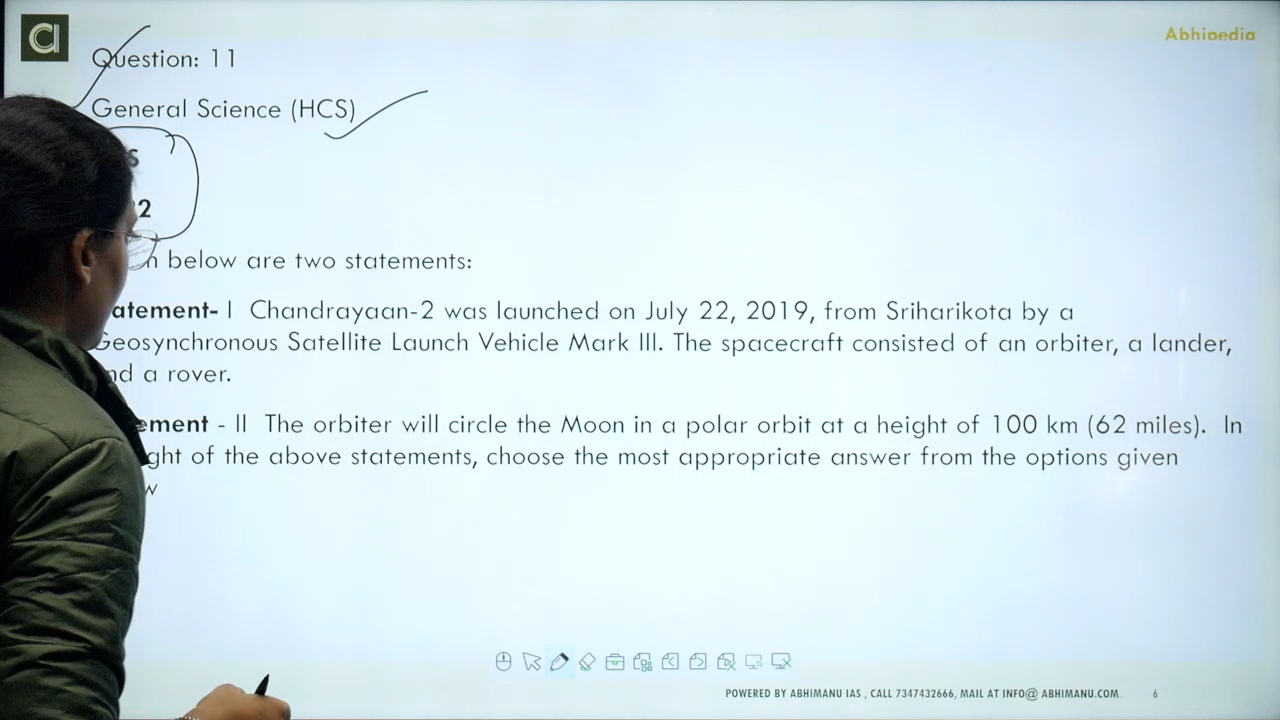 Abhipedia
Question: 11
General Science (HCS)
2
below are two statements:
I Chandrayaan-2 was launched on July 22, 2019, from Sriharikota by a
Geosynchronous Satellite Launch Vehicle Mark III. The spacecraft consisted of an orbiter, a lander,
a rover.
- II The orbiter will circle the Moon in a polar orbit at a height of 100 km (62 miles). In
of the above statements, choose the most appropriate answer from the options given
POWERED BY ABHIMANU IAS , CALL 7347432666, MAIL AT INFO@ ABHIMANU.COM.. 6